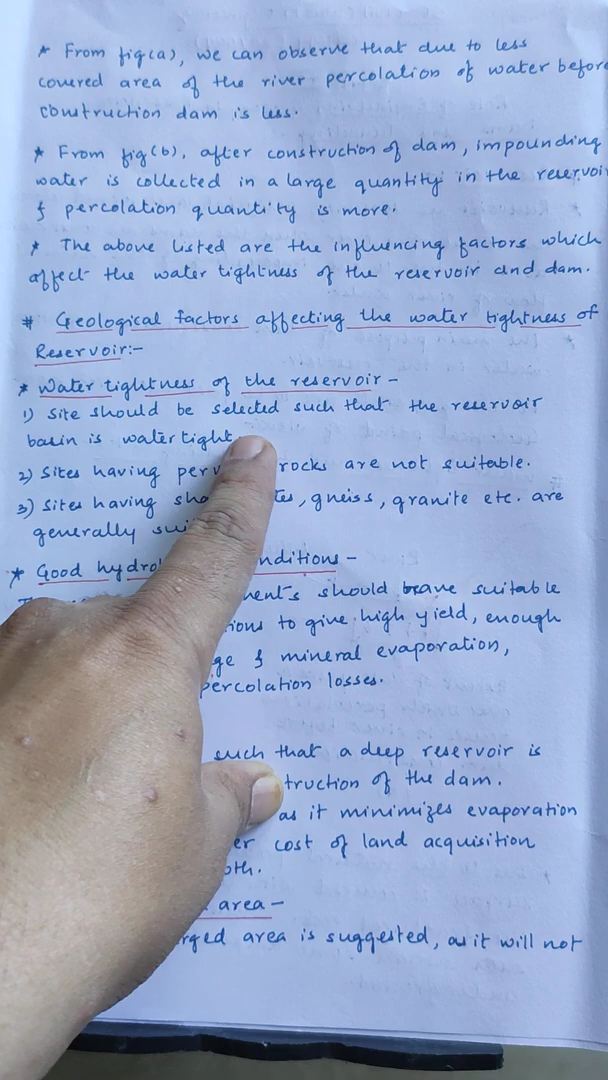 * From fig(a), we can observe that due to less
covered area of the river percolation of water before
construction dam is less.
* From fig(b), after construction of dam, impounding
water is collected in a large quantity in the reservoi
& percolation quantity is more.
* The above listed are the influencing factors which
affect the water tightness of the reservoir and dam.
# Geological factors affecting the water tightness of
Reservoir:-
* Water tightness of the reservoir -
1) Site should be selected such that the reservoir
basin is water tight
2) Sites having rocks are not suitable.
3) Sites having gneiss, granite etc. are
generally
* Good nditions -
should have suitable
ions to give high yield, enough
ge & mineral evaporation,
percolation losses.
such that a deep reservoir is
truction of the dam.
as it minimizes evaporation
er cost of land acquisition
pth.
area -
rged area is suggested, as it will not